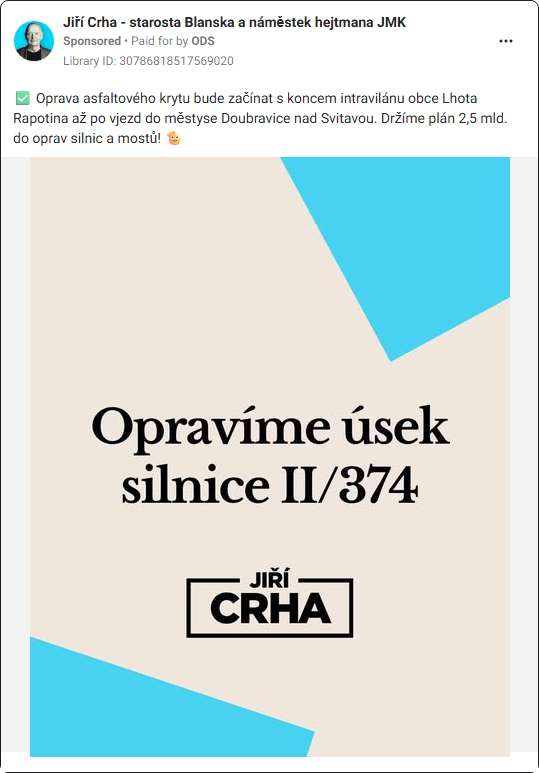 Jiří Crha - starosta Blanska a náměstek hejtmana JMK
Sponsored • Paid for by ODS
Library ID: 30786818517569020
✅ Oprava asfaltového krytu bude začínat s koncem intravilánu obce Lhota
Rapotina až po vjezd do městyse Doubravice nad Svitavou. Držíme plán 2,5 mld.
do oprav silnic a mostů! 🫡
Opravíme úsek
silnice II/374
JIŘÍ
CRHA